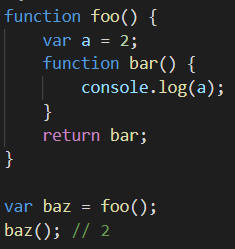 function foo() {
    var a = 2;
    function bar() {
        console.log(a);
    }
    return bar;
}

var baz = foo();
baz(); // 2